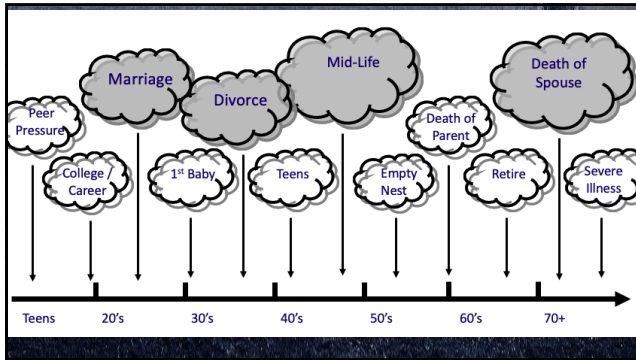 Peer
Pressure
College /
Career
Marriage
1st Baby
Divorce
Teens
Mid-Life
Empty
Nest
Death of
Parent
Retire
Death of
Spouse
Severe
Illness
Teens 20's 30's 40's 50's 60's 70+